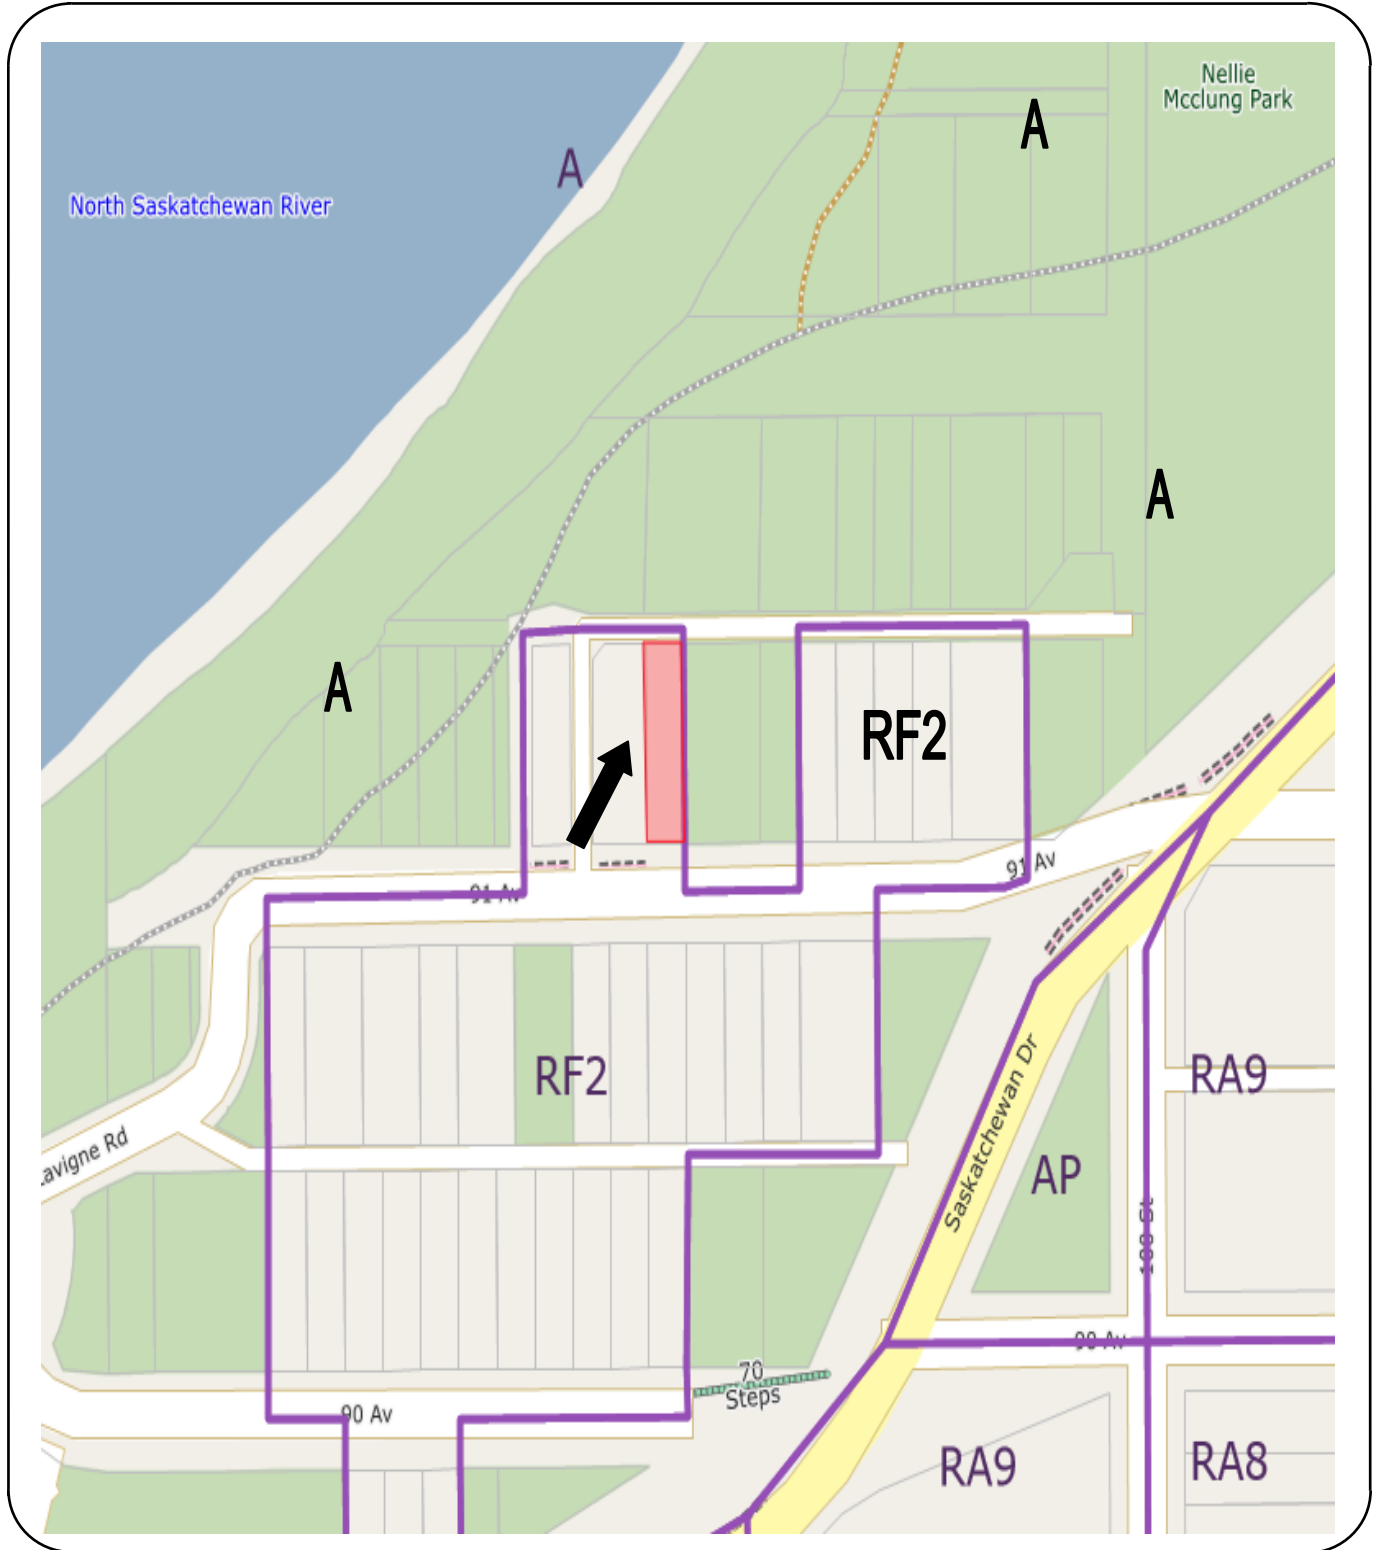 Nellie
Mcclung Park
A
A
North Saskatchewan River
A
A
RF2
91 Av
91 Av
RF2
RA9
Saskatchewan Dr
Lavigne Rd
AP
90 Av
70
Steps
90 Av
RA9
RA8